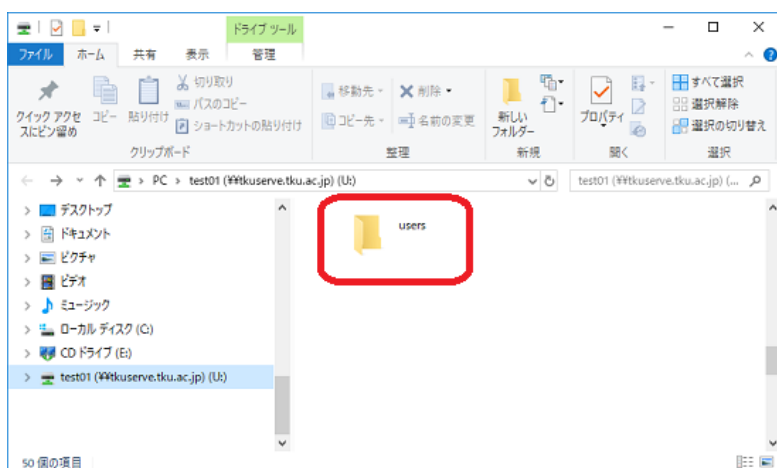 ドライブ ツール
ファイル ホーム 共有 表示 管理
クイック アクセスにピン留め
コピー
貼り付け
切り取り
パスのコピー
ショートカットの貼り付け
クリップボード
移動先
コピー先
削除
名前の変更
整理
新しい
フォルダー
新規
プロパティ
開く
すべて選択
選択解除
選択の切り替え
選択
PC › test01 (¥¥tkuserve.tku.ac.jp) (U:)
test01 (¥¥tkuserve.tku.ac.jp) (...
デスクトップ
ドキュメント
ピクチャ
ビデオ
ミュージック
ローカル ディスク (C:)
CD ドライブ (E:)
test01 (¥¥tkuserve.tku.ac.jp) (U:)
users
50 個の項目